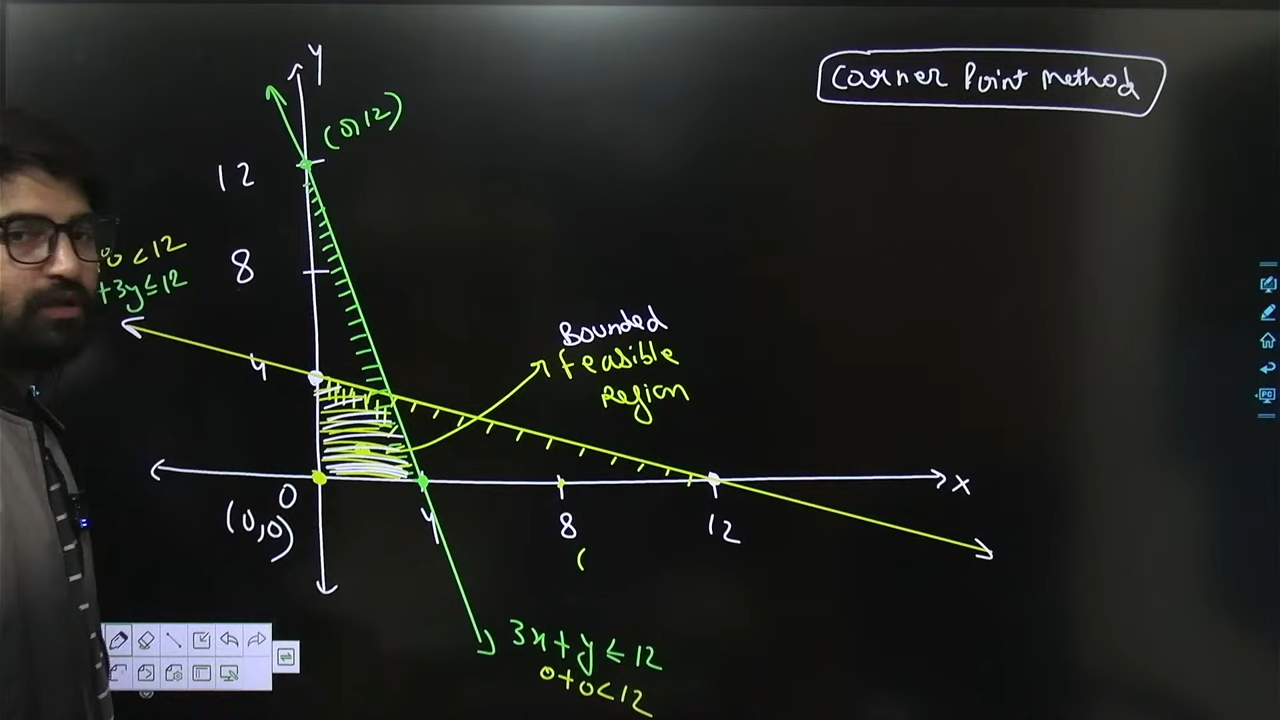 Corner Point Method
y
(0,12)
12
0<12
+3y≤12
8
Bounded
feasible
Region
4
x
0
(0,0)
4
8
12
(
3x+y≤12
0+0<12
PC